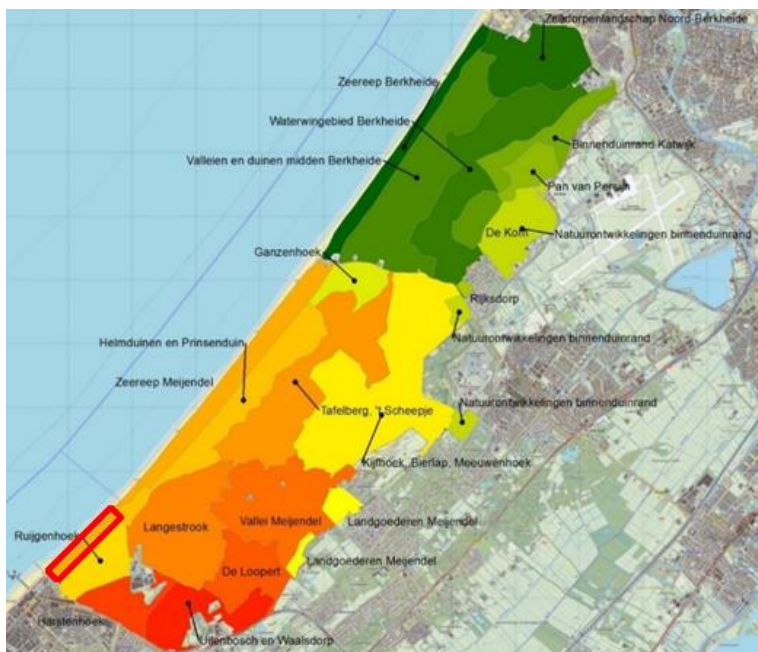 Zeedorpenlandschap Noord-Berkheide
Zeereep Berkheide
Waterwingebied Berkheide
Binnenduinrand Katwijk
Valleien en duinen midden Berkheide
Pan van Persijn
De Kom
Natuurontwikkelingen binnenduinrand
Ganzenhoek
Rijksdorp
Natuurontwikkelingen binnenduinrand
Helmduinen en Prinsenduin
Zeereep Meijendel
Natuurontwikkelingen binnenduinrand
Tafelberg, 't Scheepje
Kijfhoek, Bierlap, Meeuwenhoek
Langestrook
Vallei Meijendel
Landgoederen Meijendel
Ruijgenhoek
Landgoederen Meijendel
De Loopert
Harstenhoek
Uilenbosch en Waalsdorp